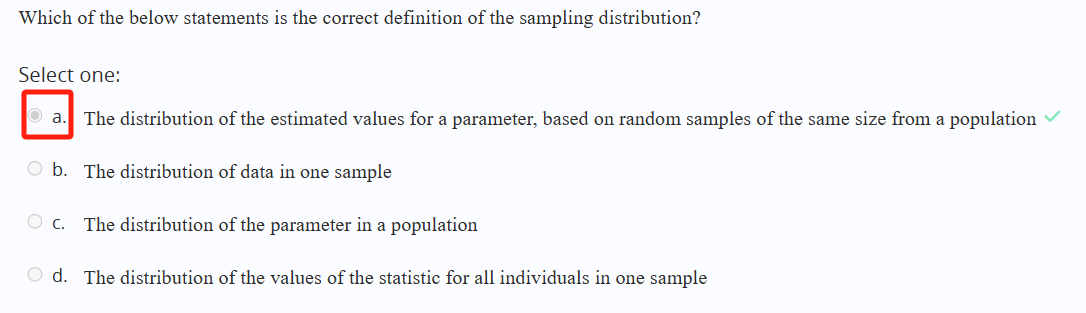 Which of the below statements is the correct definition of the sampling distribution?
Select one:
a. The distribution of the estimated values for a parameter, based on random samples of the same size from a population
b. The distribution of data in one sample
c. The distribution of the parameter in a population
d. The distribution of the values of the statistic for all individuals in one sample